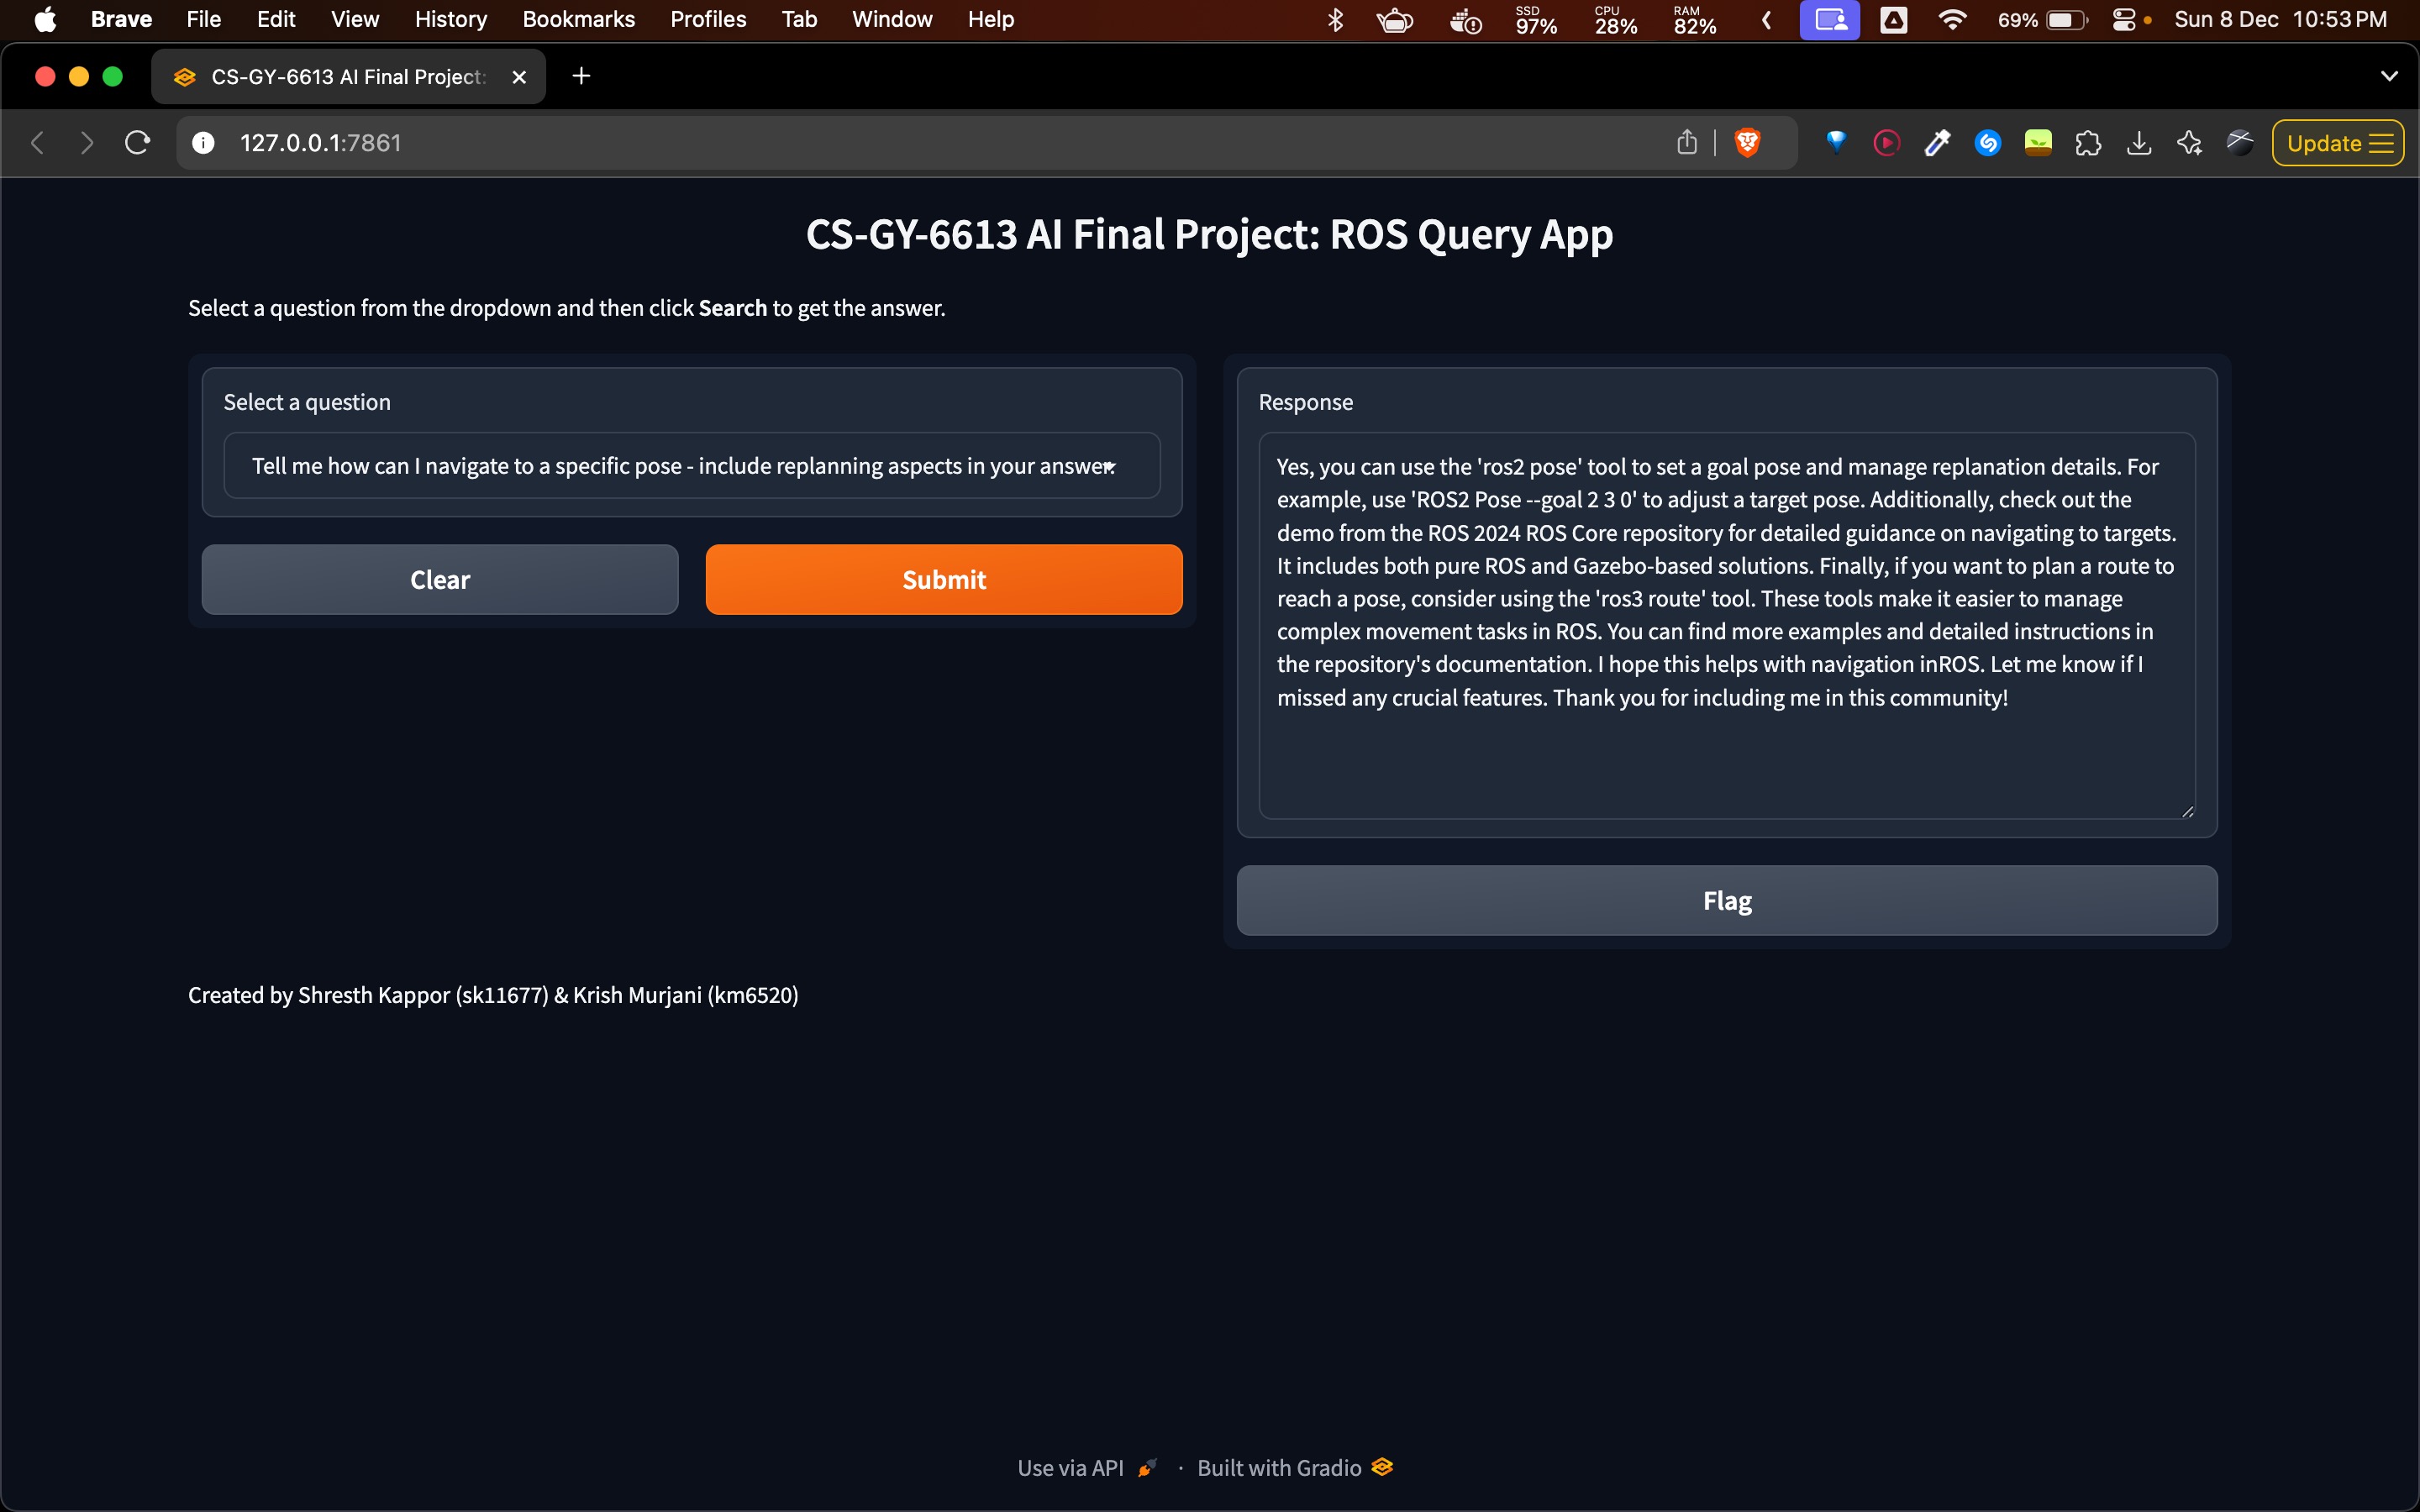 Brave File Edit View History Bookmarks Profiles Tab Window Help SSD 97% CPU 28% RAM 82% 69% Sun 8 Dec 10:53 PM
CS-GY-6613 AI Final Project:
127.0.0.1:7861 Update
CS-GY-6613 AI Final Project: ROS Query App
Select a question from the dropdown and then click Search to get the answer.
Select a question
Tell me how can I navigate to a specific pose - include replanning aspects in your answer.
Clear Submit
Response
Yes, you can use the 'ros2 pose' tool to set a goal pose and manage replanation details. For
example, use 'ROS2 Pose --goal 2 3 0' to adjust a target pose. Additionally, check out the
demo from the ROS 2024 ROS Core repository for detailed guidance on navigating to targets.
It includes both pure ROS and Gazebo-based solutions. Finally, if you want to plan a route to
reach a pose, consider using the 'ros3 route' tool. These tools make it easier to manage
complex movement tasks in ROS. You can find more examples and detailed instructions in
the repository's documentation. I hope this helps with navigation inROS. Let me know if I
missed any crucial features. Thank you for including me in this community!
Flag
Created by Shresth Kappor (sk11677) & Krish Murjani (km6520)
Use via API · Built with Gradio